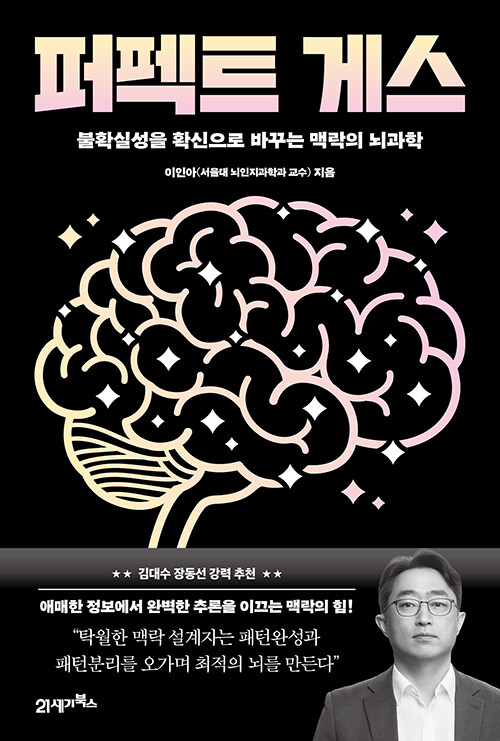 퍼펙트 게스
불확실성을 확신으로 바꾸는 맥락의 뇌과학
이인아(서울대 뇌인지과학과 교수) 지음
★★ 김대수 장동선 강력 추천 ★★
애매한 정보에서 완벽한 추론을 이끄는 맥락의 힘!
“탁월한 맥락 설계자는 패턴완성과
패턴분리를 오가며 최적의 뇌를 만든다”
21세기북스